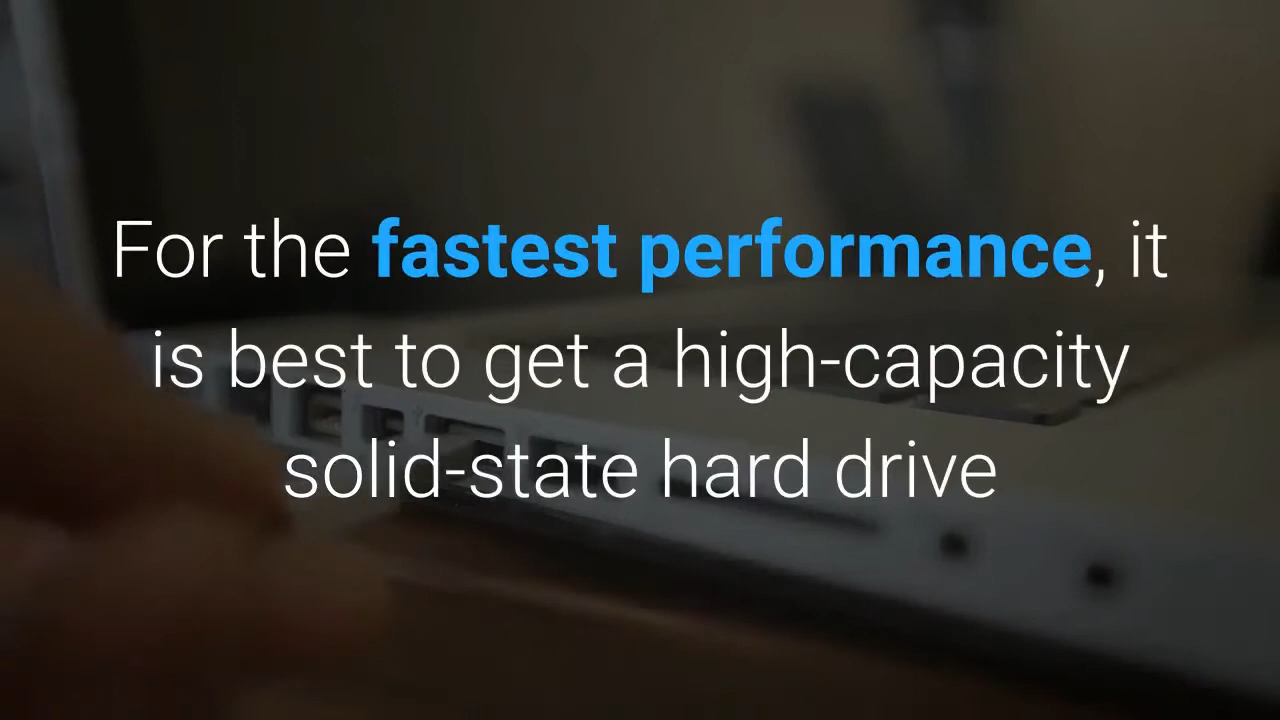 For the fastest performance, it
is best to get a high-capacity
solid-state hard drive